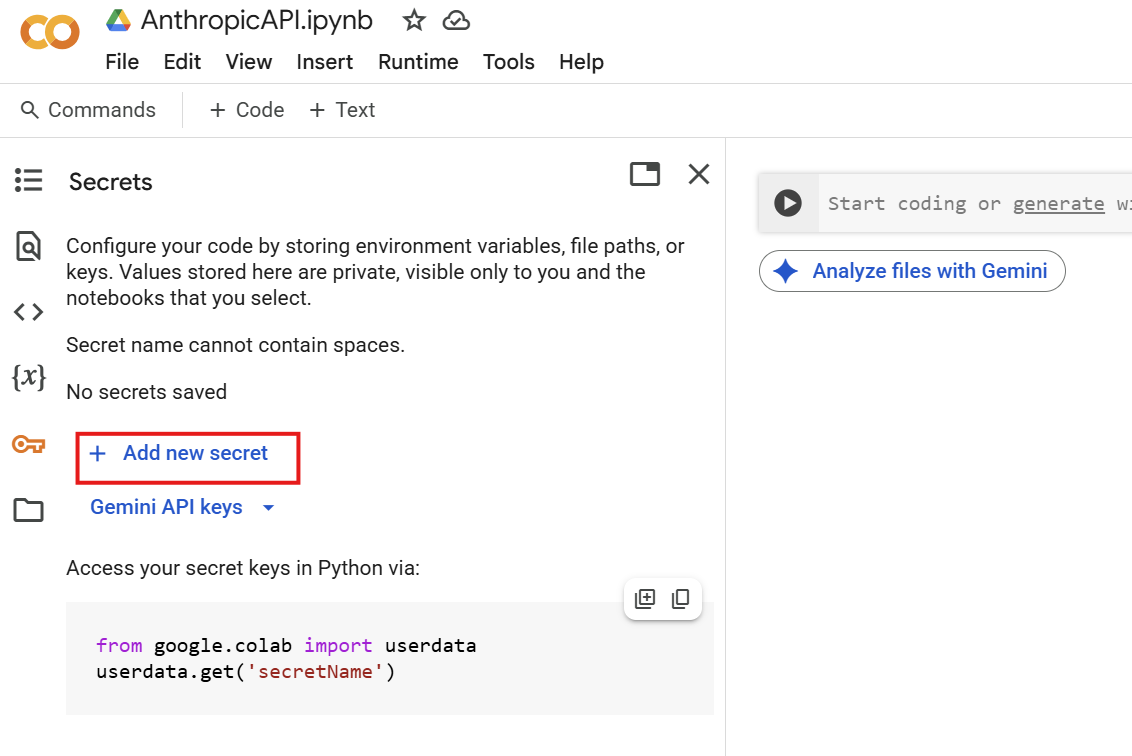 AnthropicAPI.ipynb
File Edit View Insert Runtime Tools Help
Commands + Code + Text
Secrets
Configure your code by storing environment variables, file paths, or
keys. Values stored here are private, visible only to you and the
notebooks that you select.
Secret name cannot contain spaces.
No secrets saved
+ Add new secret
Gemini API keys
Access your secret keys in Python via:
from google.colab import userdata
userdata.get('secretName')
{x}
Start coding or generate
Analyze files with Gemini